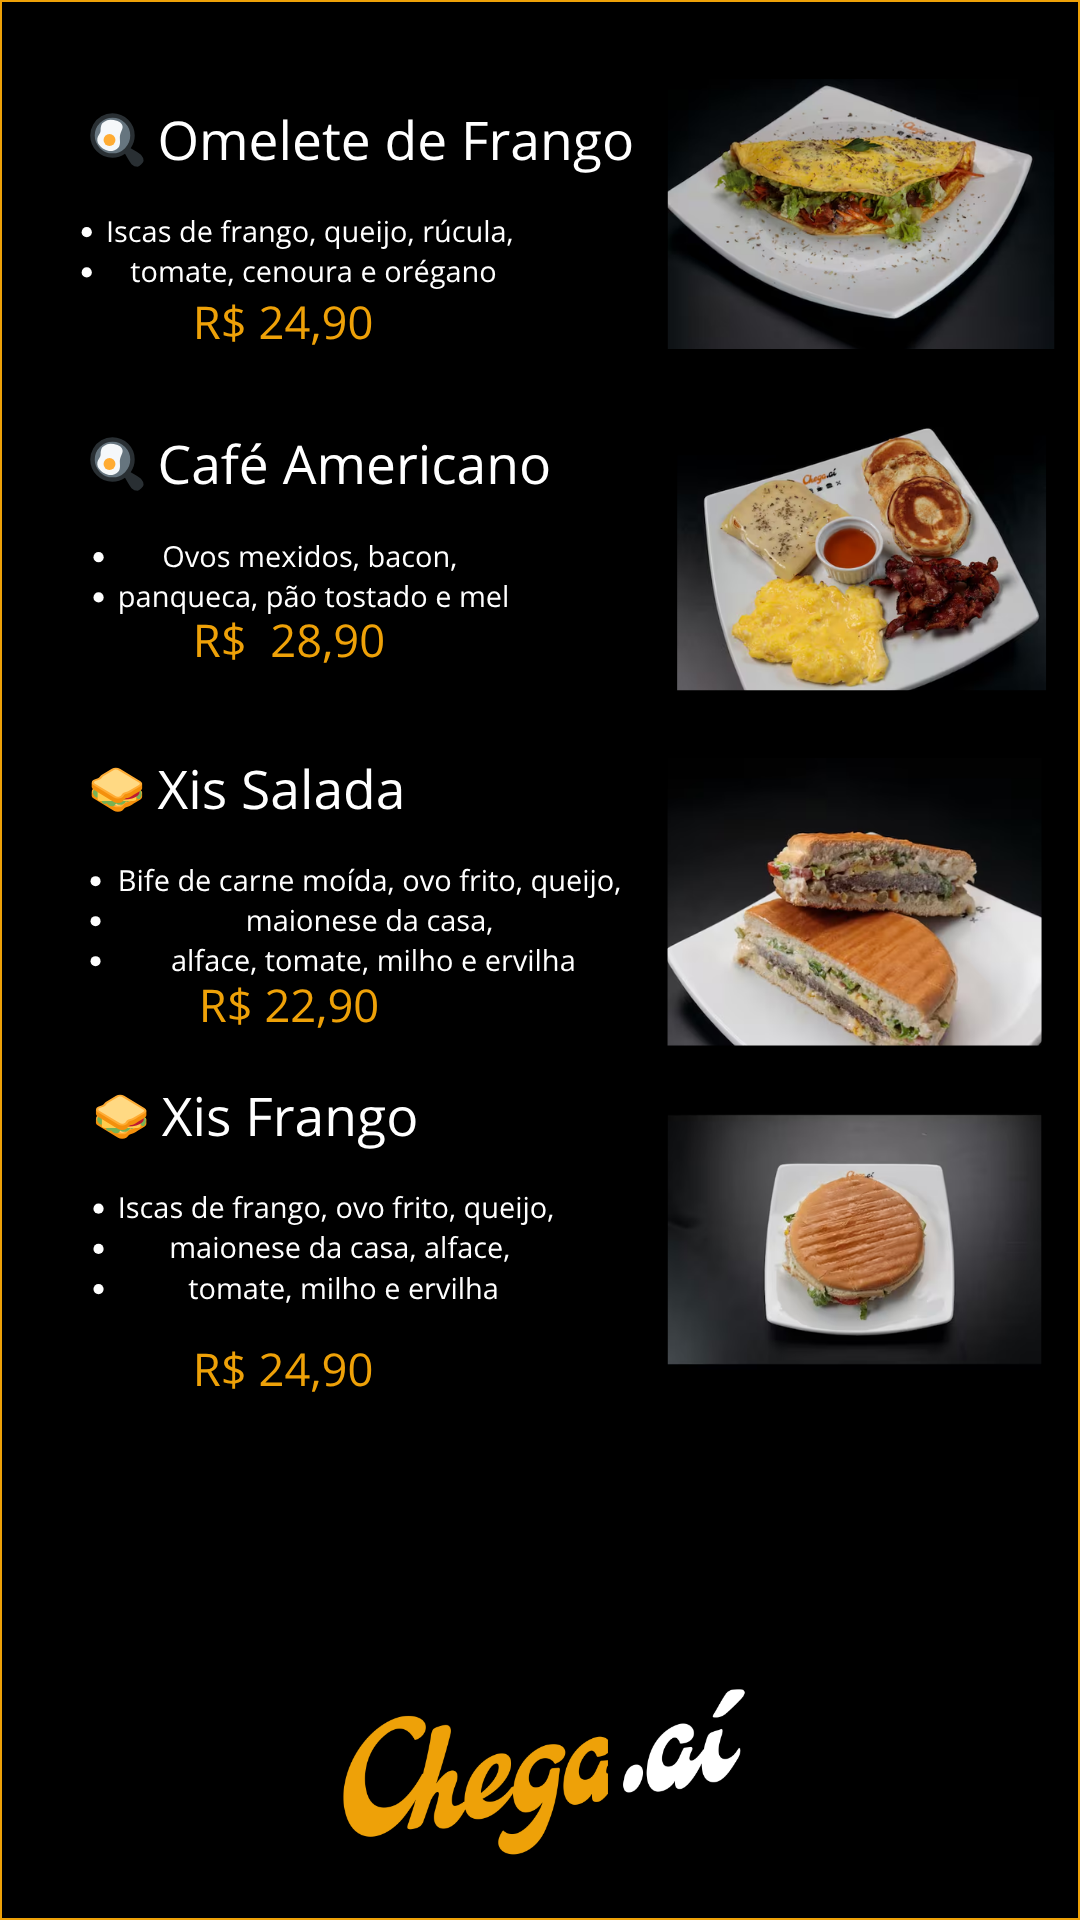 Omelete de Frango
Iscas de frango, queijo, rúcula,
tomate, cenoura e orégano
R$ 24,90
Café Americano
Chega.aí
Ovos mexidos, bacon,
panqueca, pão tostado e mel
R$ 28,90
Xis Salada
Bife de carne moída, ovo frito, queijo,
maionese da casa,
alface, tomate, milho e ervilha
R$ 22,90
Xis Frango
Iscas de frango, ovo frito, queijo,
maionese da casa, alface,
tomate, milho e ervilha
R$ 24,90
Chega.aí